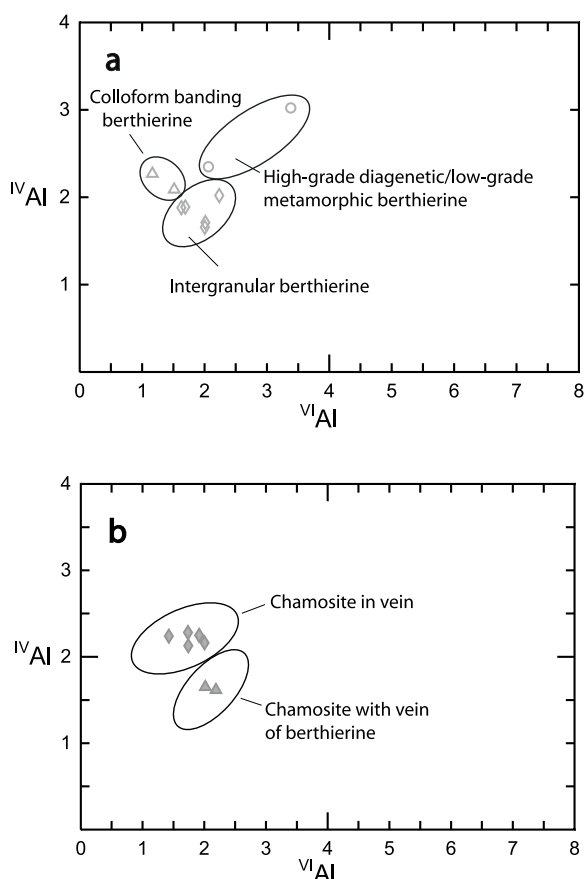 4
a
Colloform banding
berthierine
3
High-grade diagenetic/low-grade
metamorphic berthierine
IVAl
2
Intergranular berthierine
1
0 1 2 3 4 5 6 7 8
VIAl
4
b
3
Chamosite in vein
IVAl
2
Chamosite with vein
of berthierine
1
0 1 2 3 4 5 6 7 8
VIAl